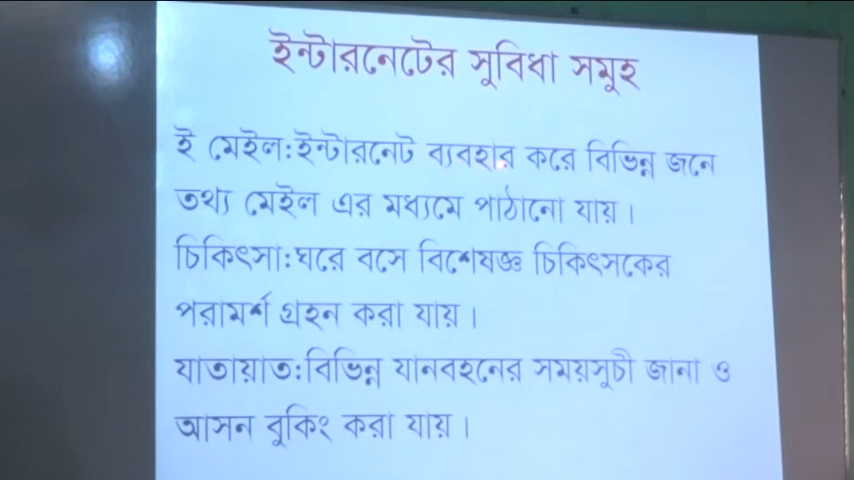 ইন্টারনেটের সুবিধা সমুহ
ই মেইল:ইন্টারনেট ব্যবহার করে বিভিন্ন জনে
তথ্য মেইল এর মধ্যমে পাঠানো যায়।
চিকিৎসা:ঘরে বসে বিশেষজ্ঞ চিকিৎসকের
পরামর্শ গ্রহন করা যায়।
যাতায়াত:বিভিন্ন যানবহনের সময়সুচী জানা ও
আসন বুকিং করা যায়।